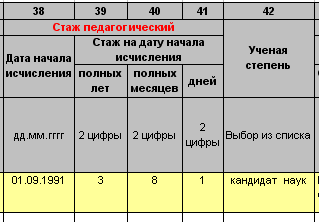 38 39 40 41 42
Стаж педагогический
Дата начала исчисления
Стаж на дату начала исчисления
Ученая степень
полных лет
полных месяцев
дней
дд.мм.гггг 2 цифры 2 цифры 2 цифры Выбор из списка
01.09.1991 3 8 1 кандидат наук